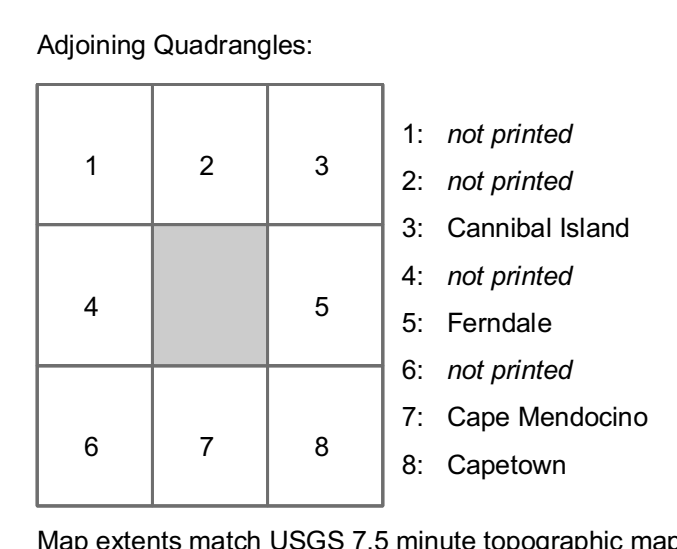 Adjoining Quadrangles:
1 2 3
4 5
6 7 8
1: not printed
2: not printed
3: Cannibal Island
4: not printed
5: Ferndale
6: not printed
7: Cape Mendocino
8: Capetown
Map extents match USGS 7.5 minute topographic map